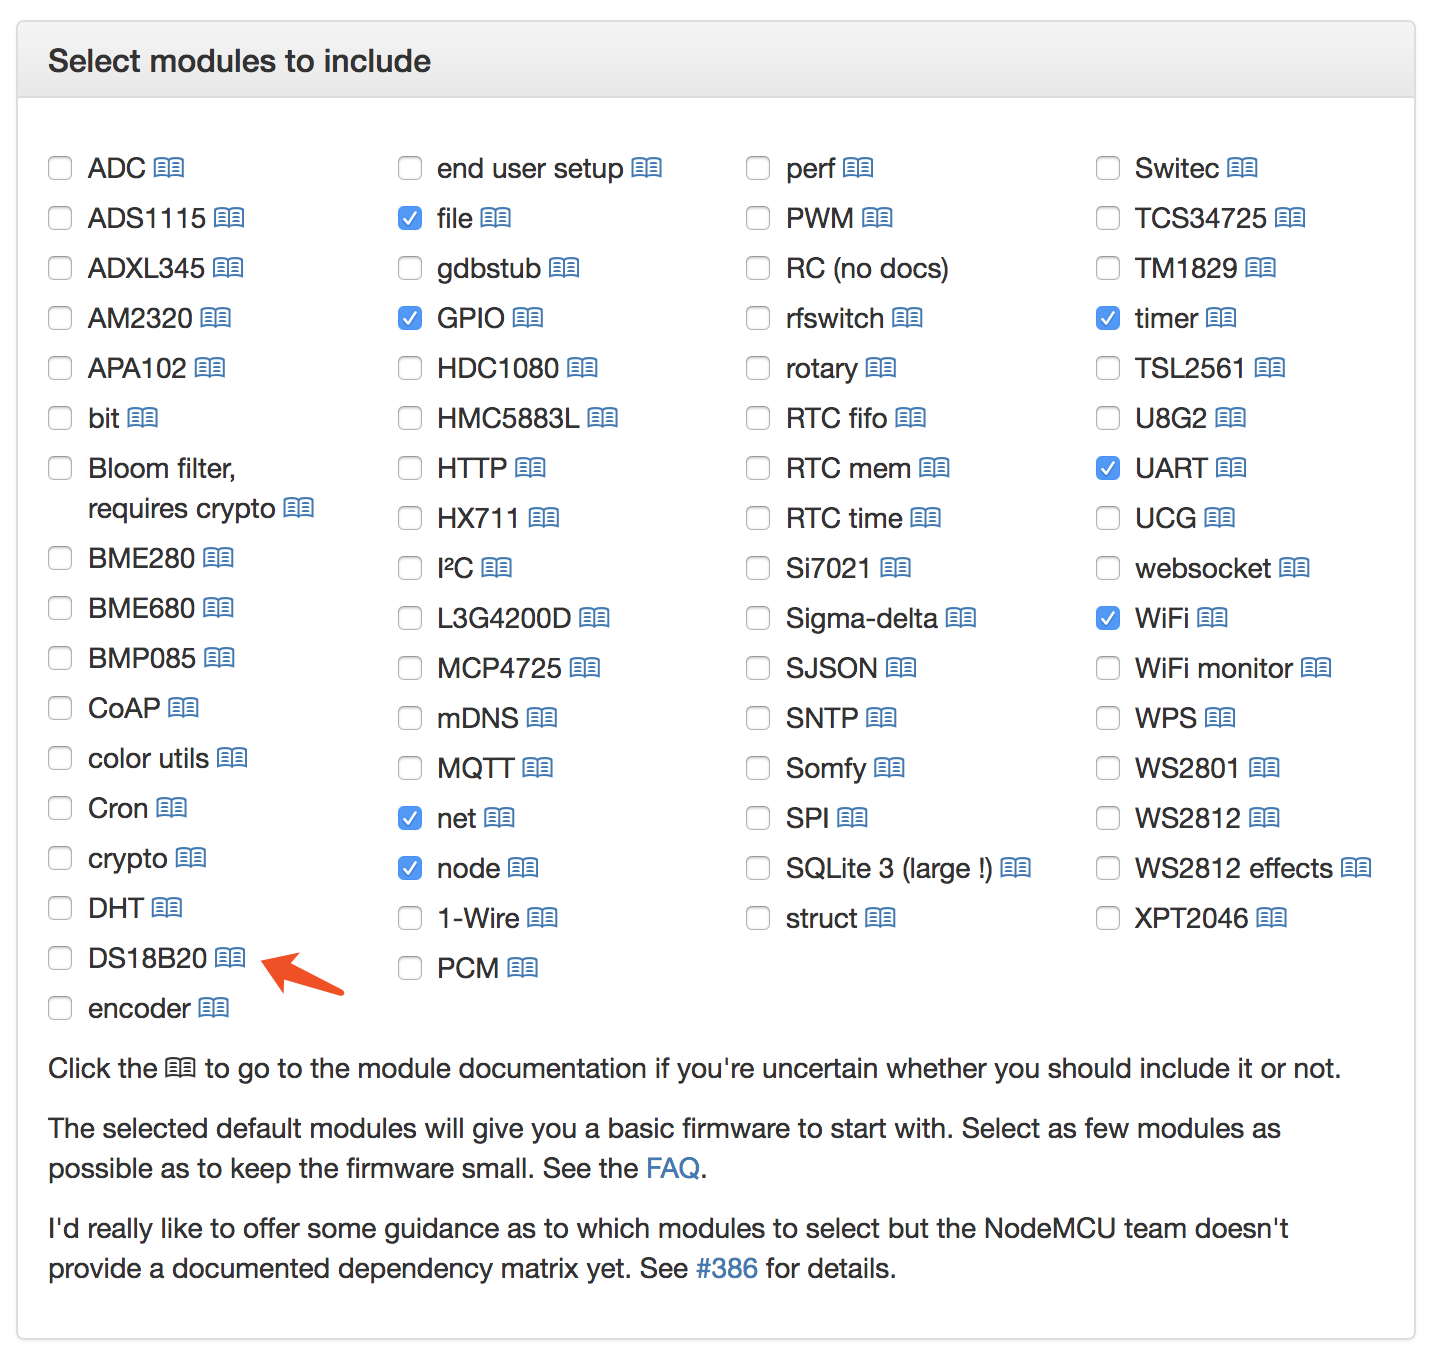 Select modules to include
ADC
ADS1115
ADXL345
AM2320
APA102
bit
Bloom filter,
requires crypto
BME280
BME680
BMP085
CoAP
color utils
Cron
crypto
DHT
DS18B20
encoder
end user setup
file
gdbstub
GPIO
HDC1080
HMC5883L
HTTP
HX711
I²C
L3G4200D
MCP4725
mDNS
MQTT
net
node
1-Wire
PCM
perf
PWM
RC (no docs)
rfswitch
rotary
RTC fifo
RTC mem
RTC time
Si7021
Sigma-delta
SJSON
SNTP
Somfy
SPI
SQLite 3 (large !)
struct
Switec
TCS34725
TM1829
timer
TSL2561
U8G2
UART
UCG
websocket
WiFi
WiFi monitor
WPS
WS2801
WS2812
WS2812 effects
XPT2046
Click the to go to the module documentation if you're uncertain whether you should include it or not.
The selected default modules will give you a basic firmware to start with. Select as few modules as
possible as to keep the firmware small. See the FAQ.
I'd really like to offer some guidance as to which modules to select but the NodeMCU team doesn't
provide a documented dependency matrix yet. See #386 for details.